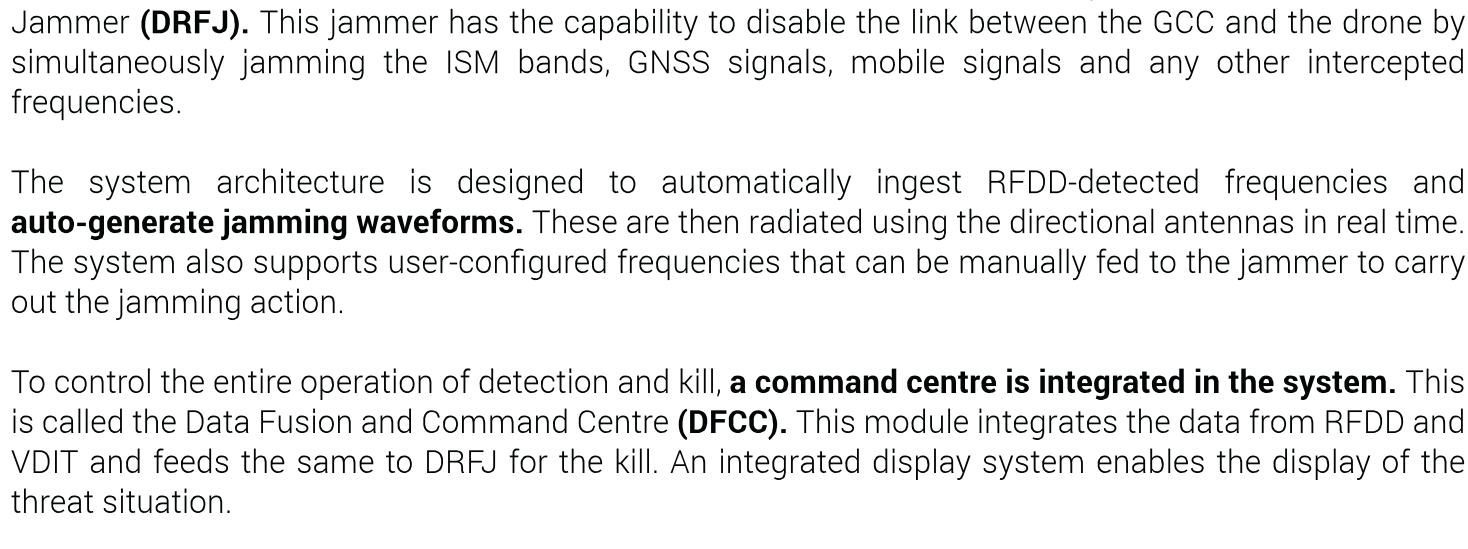 Jammer (DRFJ). This jammer has the capability to disable the link between the GCC and the drone by
simultaneously jamming the ISM bands, GNSS signals, mobile signals and any other intercepted
frequencies.
The system architecture is designed to automatically ingest RFDD-detected frequencies and
auto-generate jamming waveforms. These are then radiated using the directional antennas in real time.
The system also supports user-configured frequencies that can be manually fed to the jammer to carry
out the jamming action.
To control the entire operation of detection and kill, a command centre is integrated in the system. This
is called the Data Fusion and Command Centre (DFCC). This module integrates the data from RFDD and
VDIT and feeds the same to DRFJ for the kill. An integrated display system enables the display of the
threat situation.